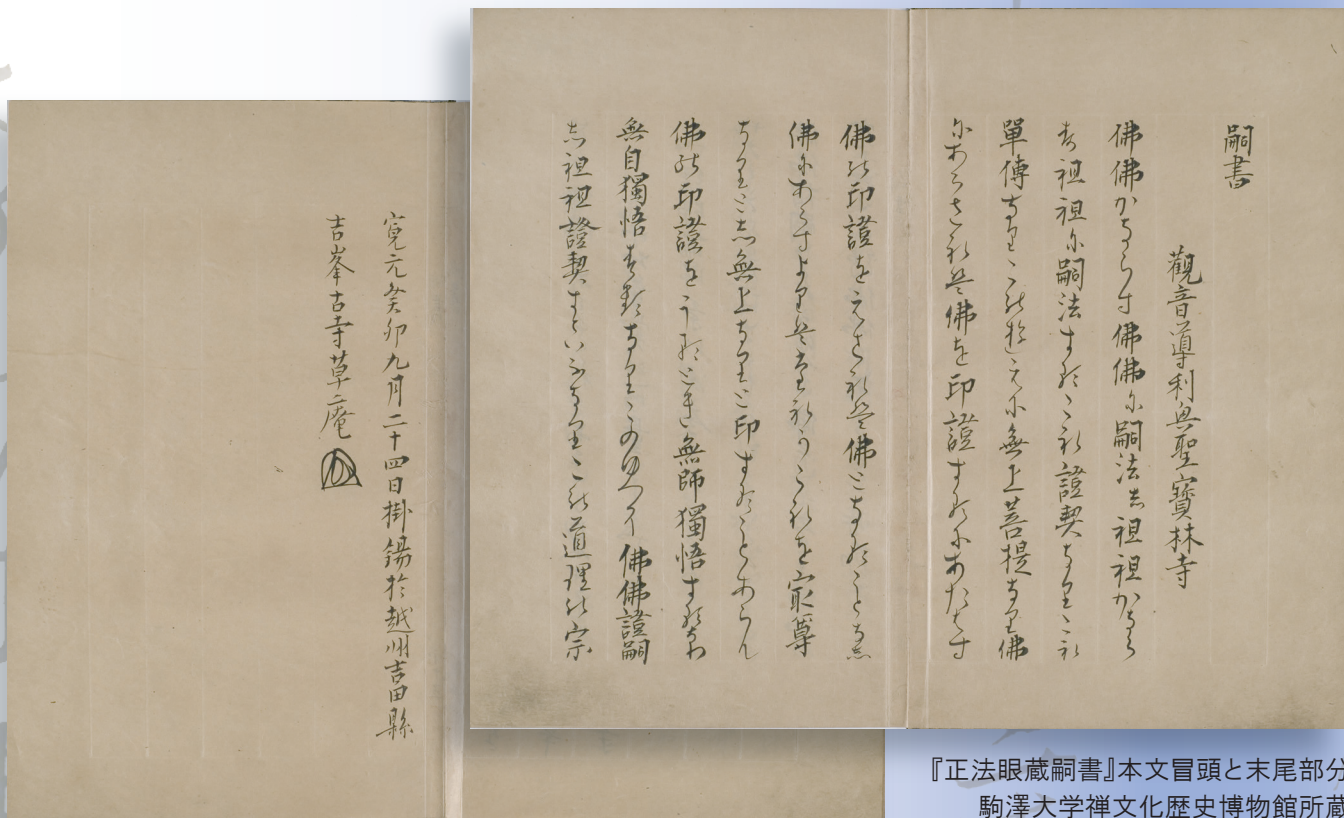 嗣書
觀音導利興聖寶林寺
佛佛かならす佛佛に嗣法し祖祖かなら
す祖祖に嗣法するこれ證契なりこれ
單傳なりこのゆゑに無上菩提なり佛
にあらされは佛を印證するにあたはす
佛の印證をえされは佛となることなし
佛にあらすよりはたれかこれを最尊
なりとし無上なりと印することあらん
佛の印證をうるとき無師獨悟するなり
無自獨悟するなりこのゆへに佛佛證嗣
し祖祖證契すといふなりこの道理の宗
寛元癸卯九月二十四日掛錫於越州吉田縣
吉峯古寺草庵
『正法眼蔵嗣書』本文冒頭と末尾部分
駒澤大学禅文化歴史博物館所蔵